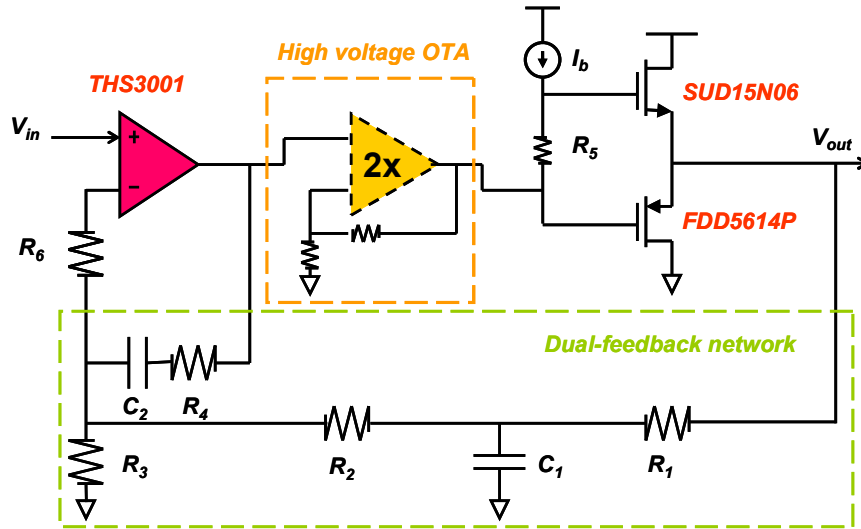 High voltage OTA
I_b
THS3001
SUD15N06
V_in
+
−
2x
R_5
V_out
FDD5614P
R_6
Dual-feedback network
C_2
R_4
R_3
R_2
C_1
R_1